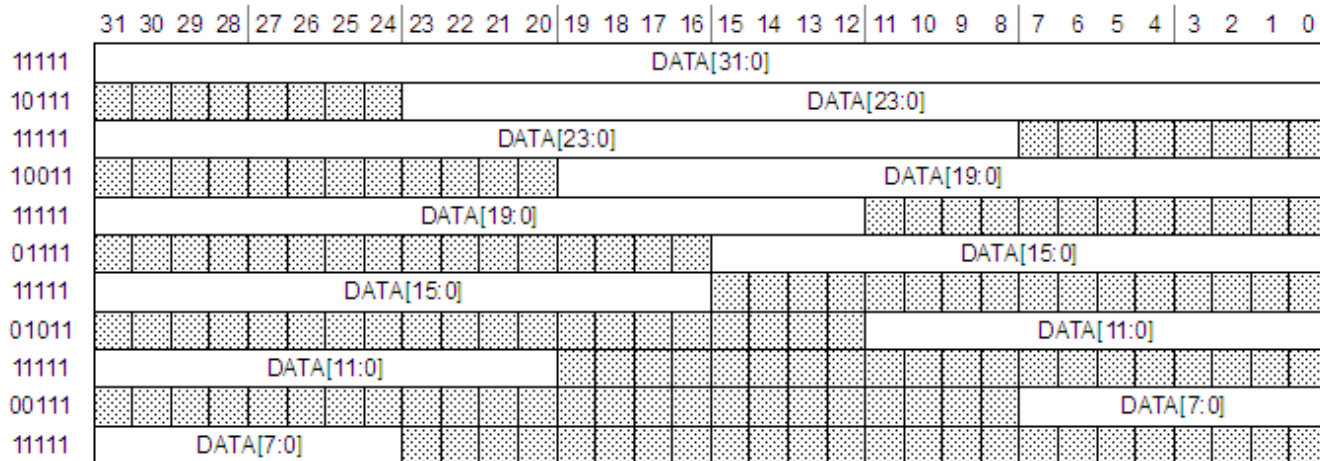 31 30 29 28 27 26 25 24 23 22 21 20 19 18 17 16 15 14 13 12 11 10 9 8 7 6 5 4 3 2 1 0
11111 DATA[31:0]
10111 DATA[23:0]
11111 DATA[23:0]
10011 DATA[19:0]
11111 DATA[19:0]
01111 DATA[15:0]
11111 DATA[15:0]
01011 DATA[11:0]
11111 DATA[11:0]
00111 DATA[7:0]
11111 DATA[7:0]